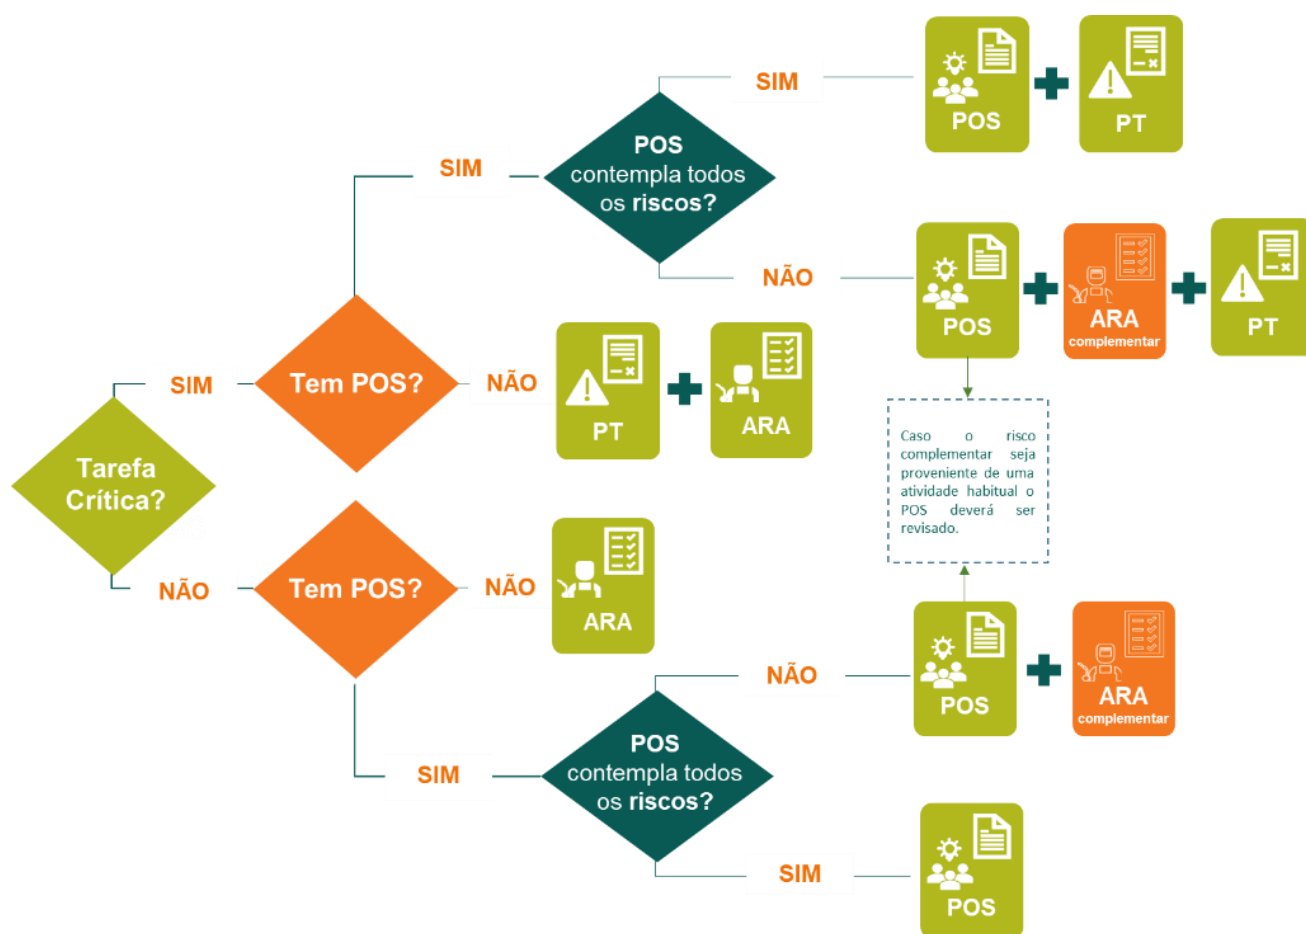 SIM
POS
contempla todos
os riscos?
SIM
POS
PT
NÃO
POS
ARA
complementar
PT
SIM
Tem POS?
NÃO
PT
ARA
Tarefa
Crítica?
Caso o risco
complementar seja
proveniente de uma
atividade habitual o
POS deverá ser
revisado.
NÃO
Tem POS?
NÃO
ARA
SIM
POS
contempla todos
os riscos?
NÃO
POS
ARA
complementar
SIM
POS